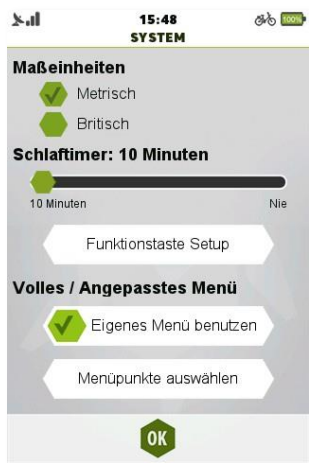 15:48
100%
SYSTEM
Maßeinheiten
Metrisch
Britisch
Schlaftimer: 10 Minuten
10 Minuten Nie
Funktionstaste Setup
Volles / Angepasstes Menü
Eigenes Menü benutzen
Menüpunkte auswählen
OK